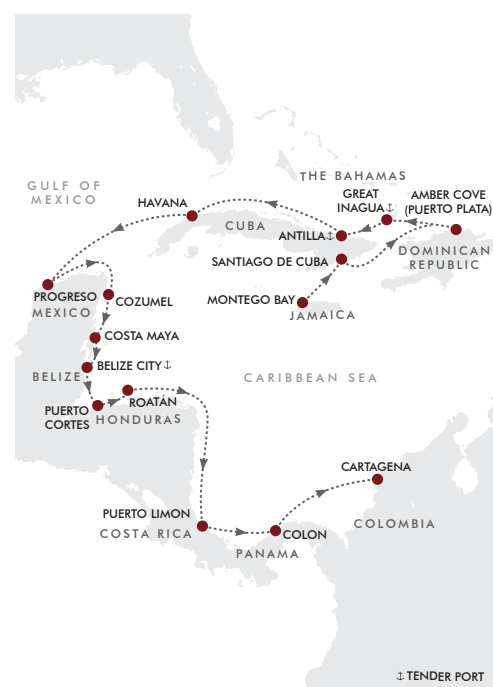 THE BAHAMAS
GULF OF
MEXICO
GREAT
INAGUA⚓
AMBER COVE
(PUERTO PLATA)
HAVANA
CUBA
ANTILLA⚓
DOMINICAN
REPUBLIC
SANTIAGO DE CUBA
PROGRESO
MEXICO
COZUMEL
MONTEGO BAY
JAMAICA
COSTA MAYA
BELIZE CITY⚓
BELIZE
CARIBBEAN SEA
ROATÁN
PUERTO
CORTES
HONDURAS
CARTAGENA
PUERTO LIMON
COSTA RICA
COLOMBIA
COLON
PANAMA
⚓TENDER PORT